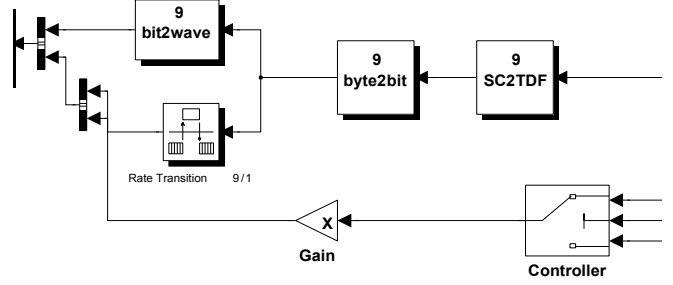 9
bit2wave
9
byte2bit
9
SC2TDF
Rate Transition 9/1
X
Gain
Controller